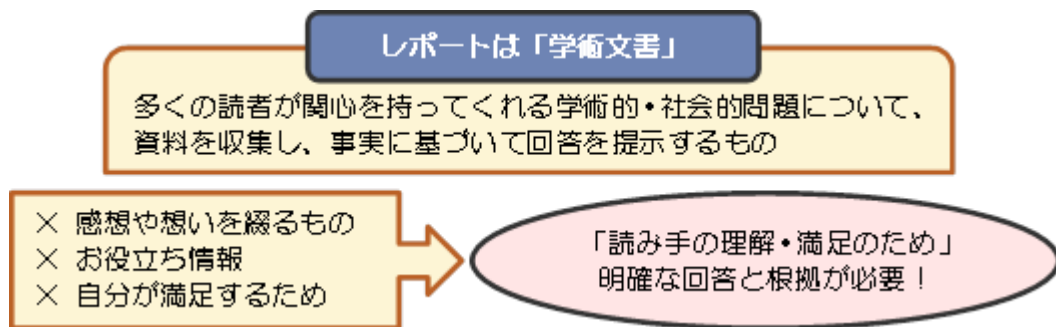 レポートは「学術文書」
多くの読者が関心を持ってくれる学術的・社会的問題について、
資料を収集し、事実に基づいて回答を提示するもの
× 感想や想いを綴るもの
× お役立ち情報
× 自分が満足するため
「読み手の理解・満足のため」
明確な回答と根拠が必要！